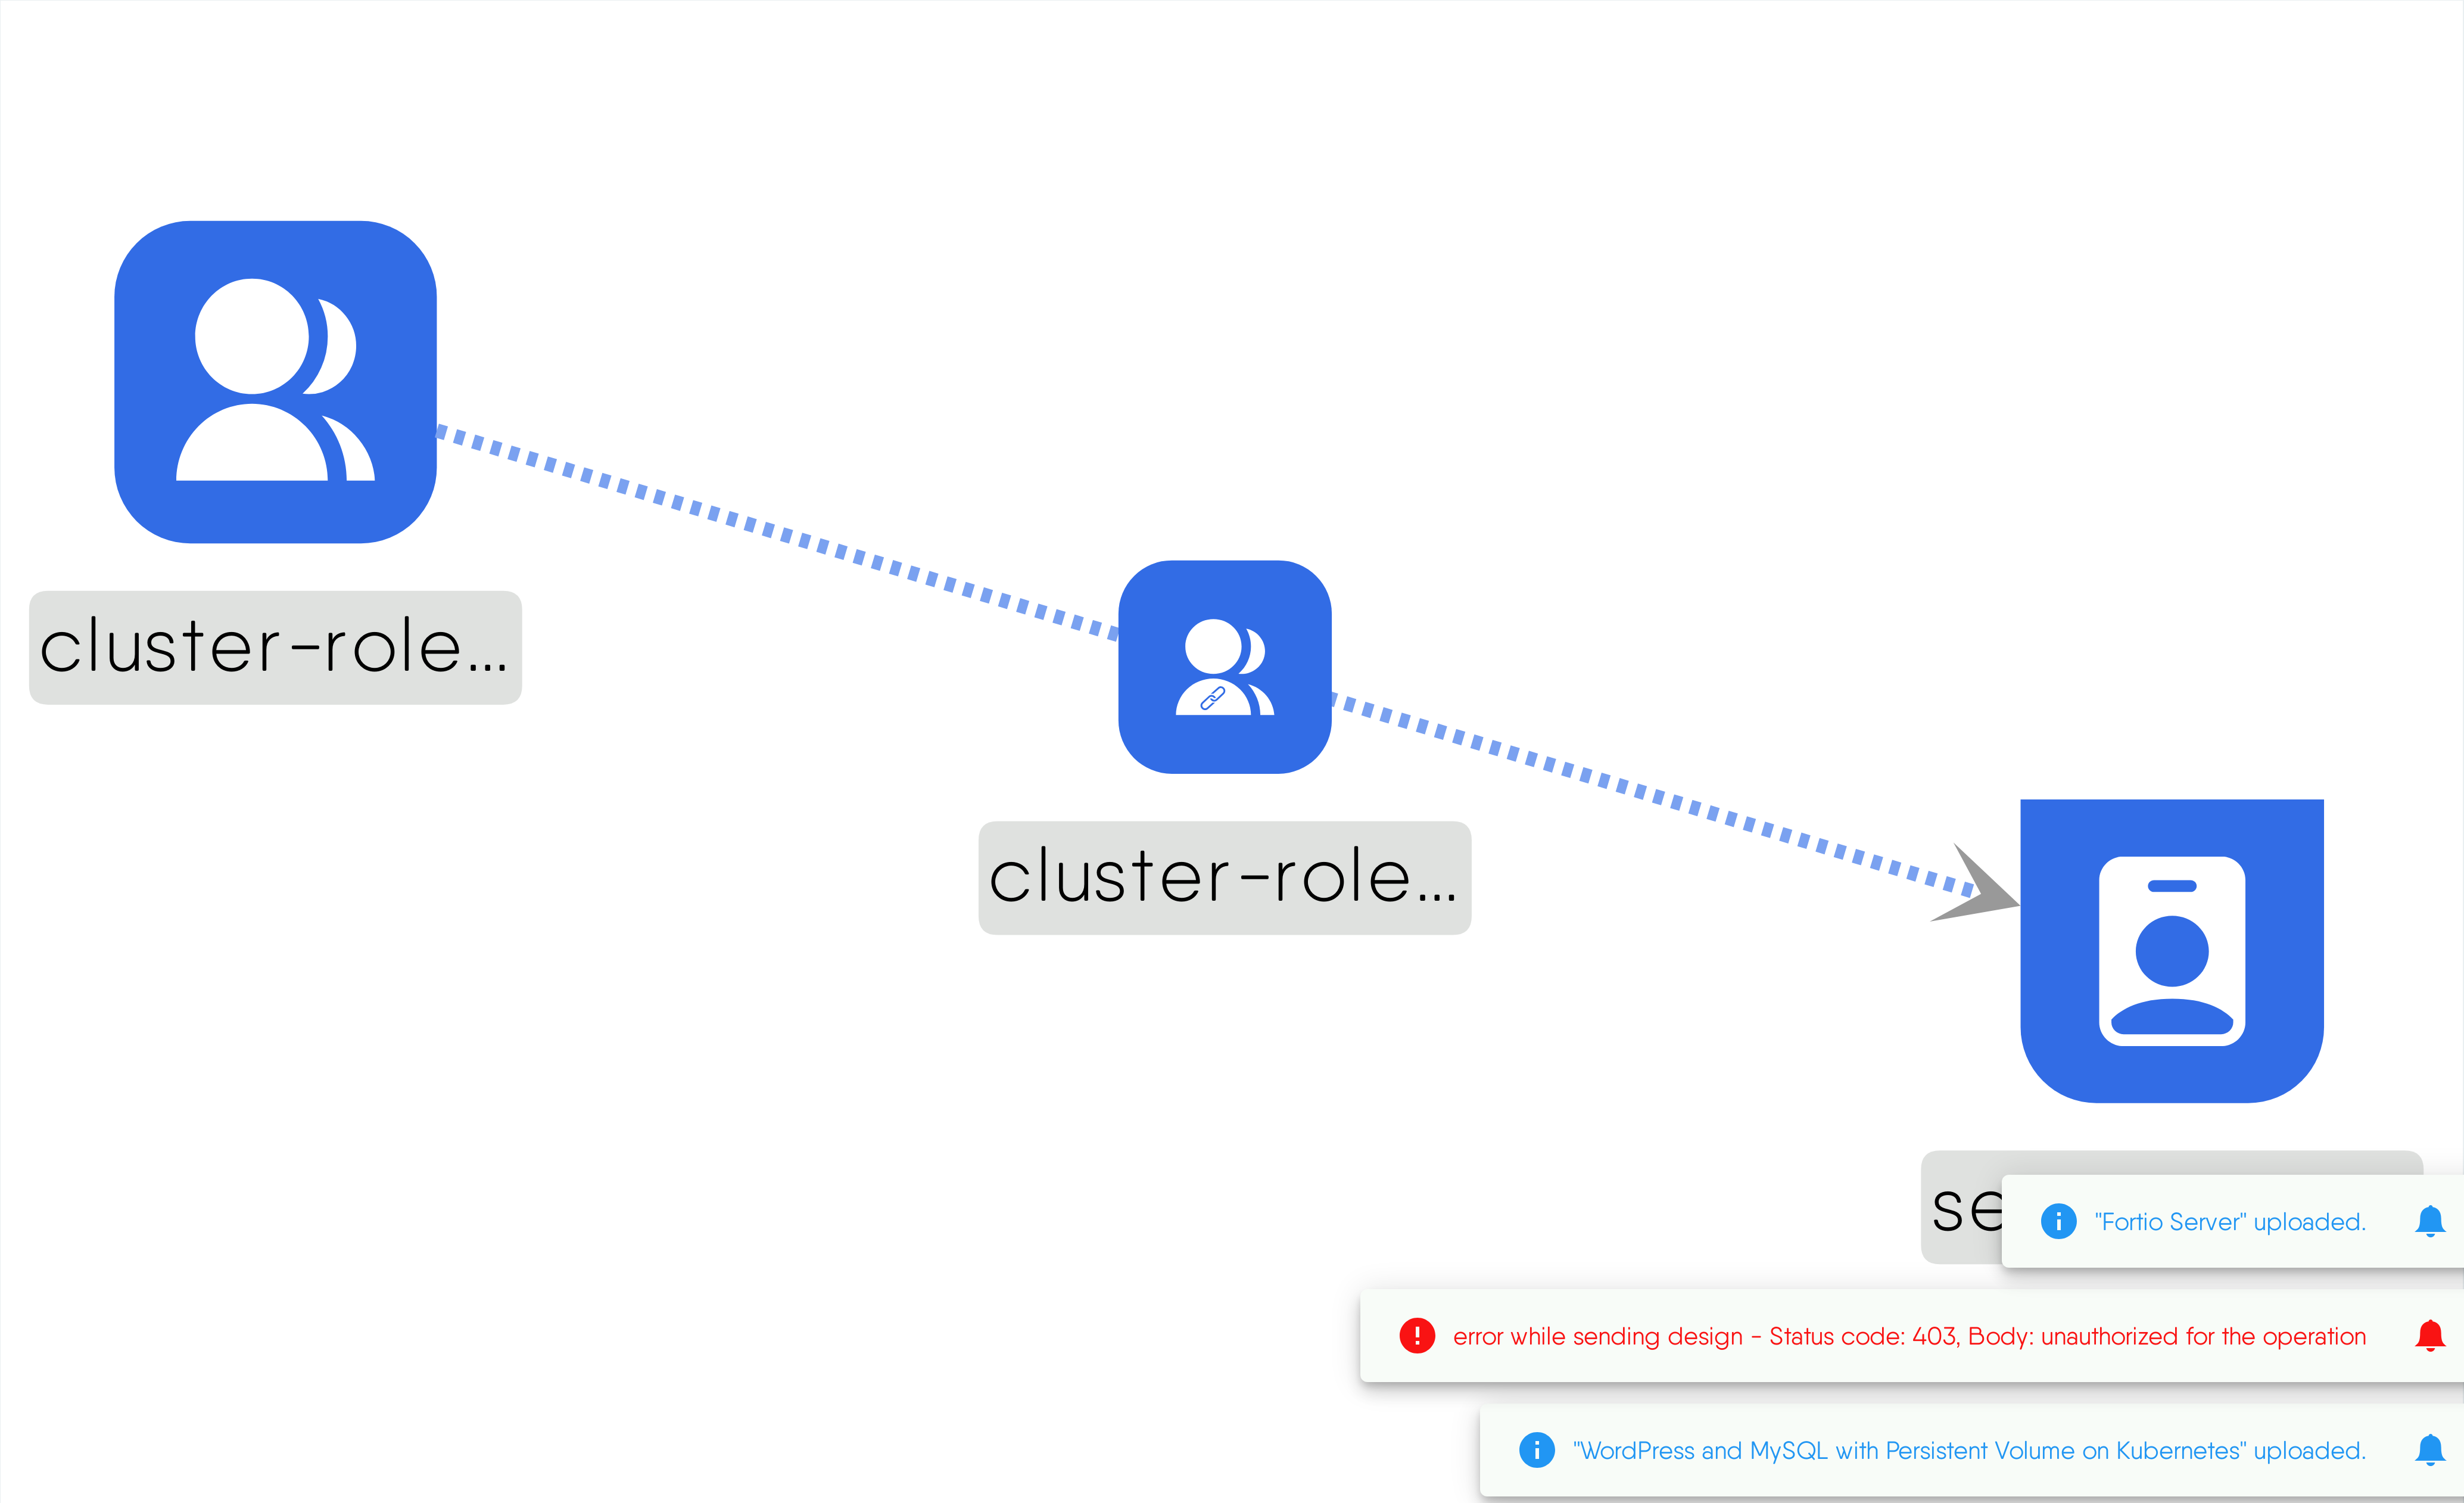 cluster-role...
cluster-role...
"Fortio Server" uploaded.
error while sending design - Status code: 403, Body: unauthorized for the operation
"WordPress and MySQL with Persistent Volume on Kubernetes" uploaded.